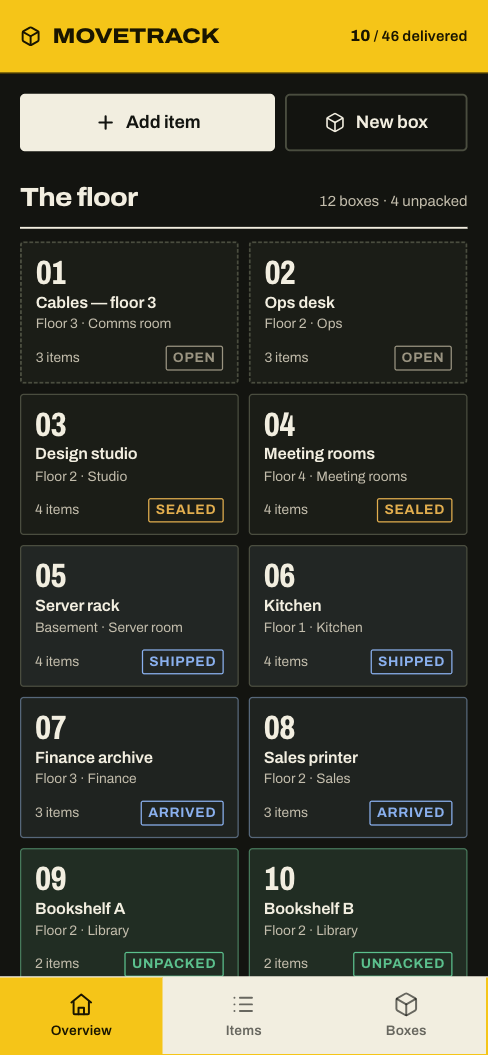 MOVETRACK
10 / 46 delivered
Add item
New box
The floor
12 boxes · 4 unpacked
01
Cables — floor 3
Floor 3 · Comms room
3 items
OPEN
02
Ops desk
Floor 2 · Ops
3 items
OPEN
03
Design studio
Floor 2 · Studio
4 items
SEALED
04
Meeting rooms
Floor 4 · Meeting rooms
4 items
SEALED
05
Server rack
Basement · Server room
4 items
SHIPPED
06
Kitchen
Floor 1 · Kitchen
4 items
SHIPPED
07
Finance archive
Floor 3 · Finance
3 items
ARRIVED
08
Sales printer
Floor 2 · Sales
3 items
ARRIVED
09
Bookshelf A
Floor 2 · Library
2 items
UNPACKED
10
Bookshelf B
Floor 2 · Library
2 items
UNPACKED
Overview
Items
Boxes